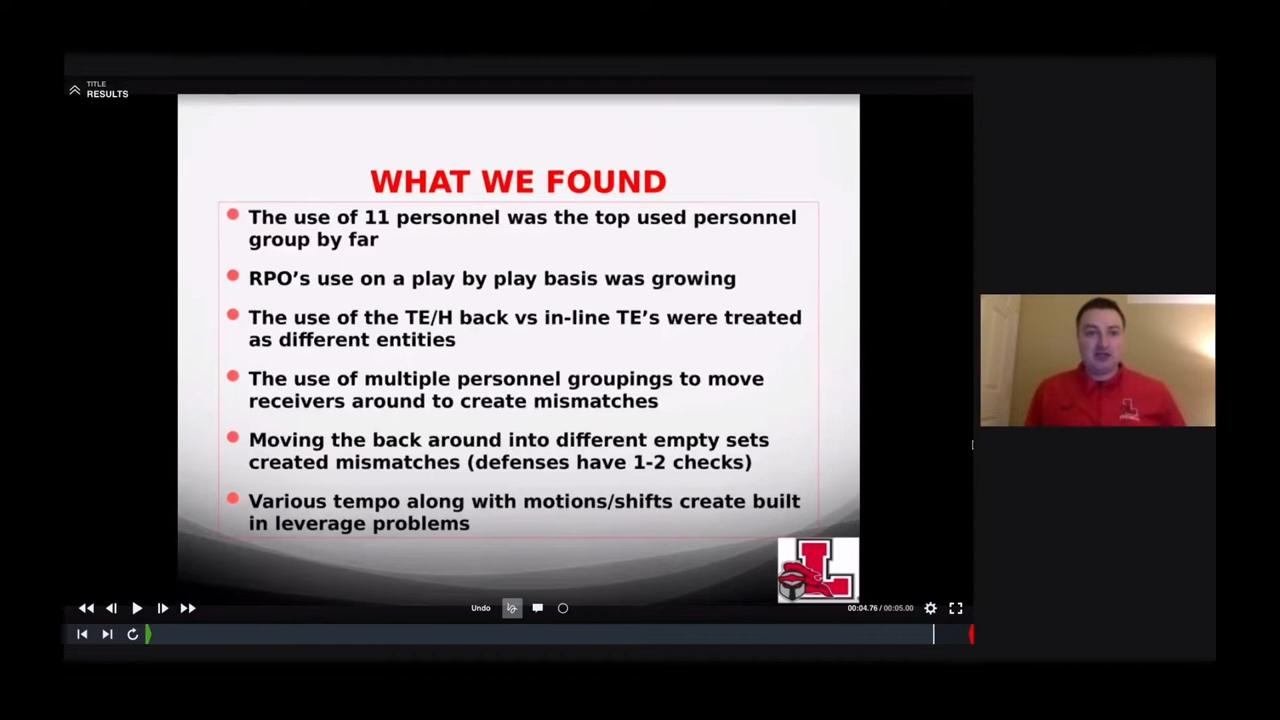 TITLE
RESULTS
WHAT WE FOUND
The use of 11 personnel was the top used personnel
group by far
RPO’s use on a play by play basis was growing
The use of the TE/H back vs in-line TE’s were treated
as different entities
The use of multiple personnel groupings to move
receivers around to create mismatches
Moving the back around into different empty sets
created mismatches (defenses have 1-2 checks)
Various tempo along with motions/shifts create built
in leverage problems
L
Undo
00:04.76 / 00:05.00
L